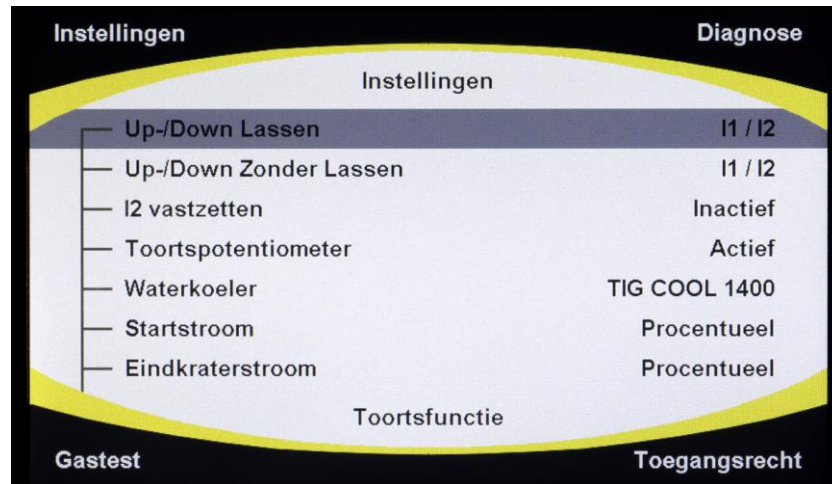 Instellingen Diagnose
Instellingen
Up-/Down Lassen I1 / I2
Up-/Down Zonder Lassen I1 / I2
I2 vastzetten Inactief
Toortspotentiometer Actief
Waterkoeler TIG COOL 1400
Startstroom Procentueel
Eindkraterstroom Procentueel
Toortsfunctie
Gastest Toegangsrecht